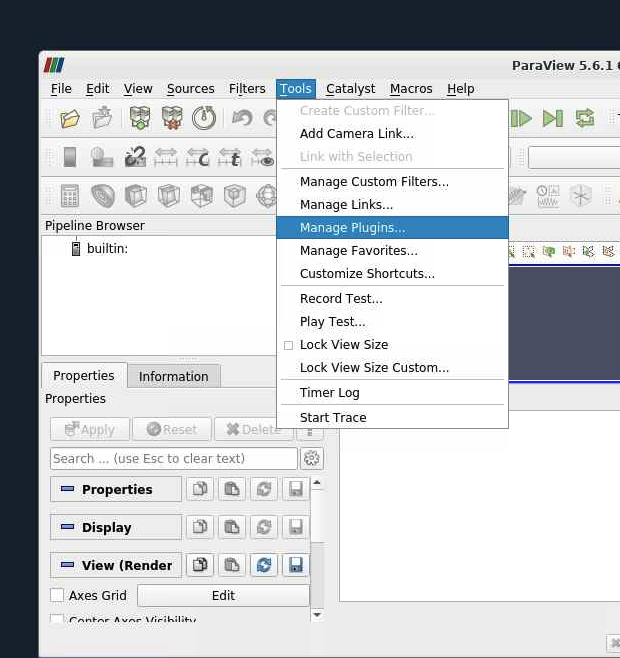 ParaView 5.6.1
File Edit View Sources Filters Tools Catalyst Macros Help
Create Custom Filter...
Add Camera Link...
Link with Selection
Manage Custom Filters...
Manage Links...
Manage Plugins...
Manage Favorites...
Customize Shortcuts...
Record Test...
Play Test...
Lock View Size
Lock View Size Custom...
Timer Log
Start Trace
Pipeline Browser
builtin:
Properties Information
Properties
Apply Reset Delete
Search ... (use Esc to clear text)
Properties
Display
View (Render
Axes Grid Edit
Center Axes Visibility